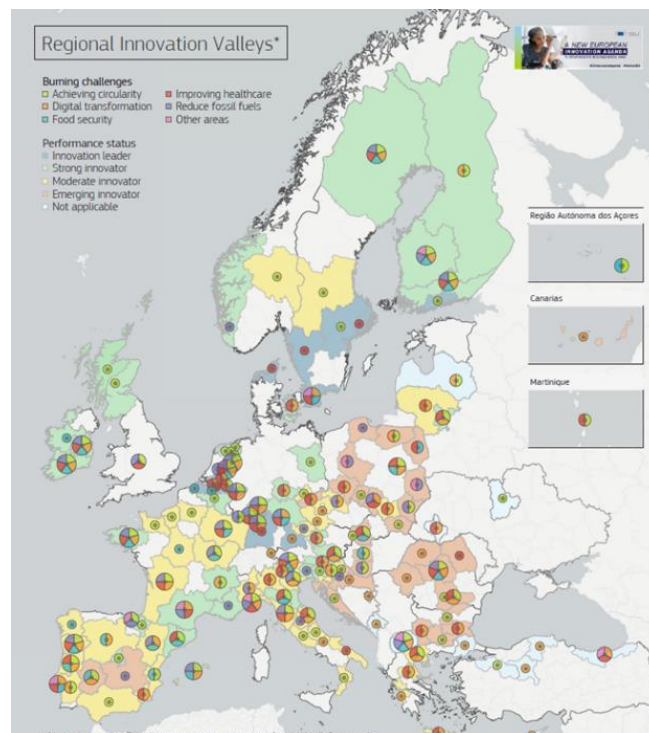 Regional Innovation Valleys*
Burning challenges
Achieving circularity
Digital transformation
Food security
Improving healthcare
Reduce fossil fuels
Other areas
Performance status
Innovation leader
Strong innovator
Moderate innovator
Emerging innovator
Not applicable
A NEW EUROPEAN
INNOVATION AGENDA
Região Autónoma dos Açores
Canarias
Martinique